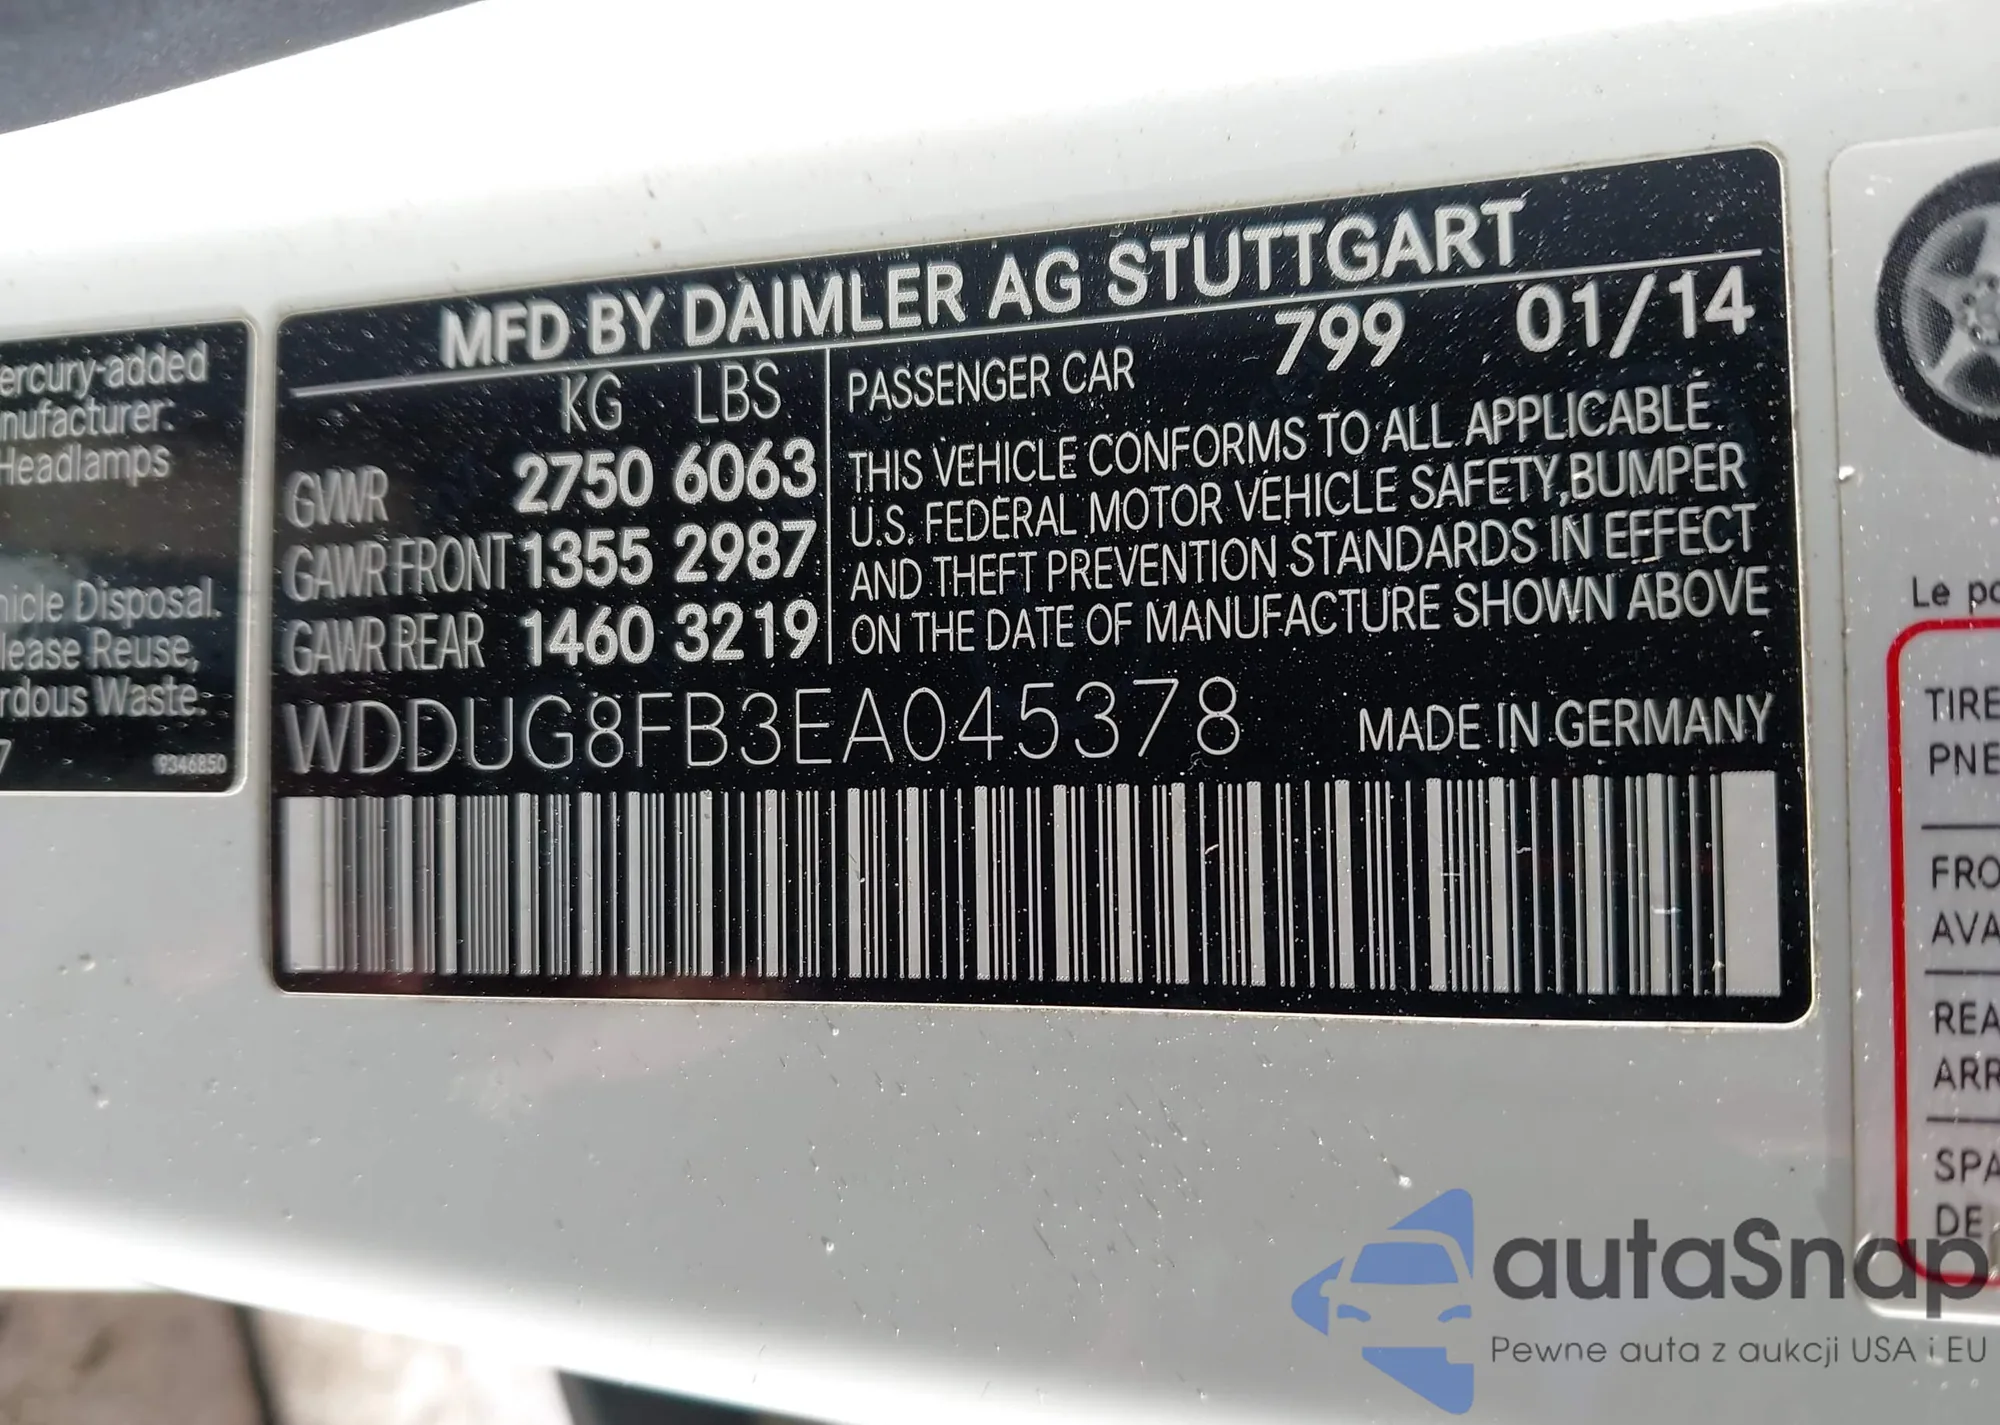 MFD BY DAIMLER AG STUTTGART
KG LBS
GVWR 2750 6063
GAWR FRONT 1355 2987
GAWR REAR 1460 3219
PASSENGER CAR 799 01/14
THIS VEHICLE CONFORMS TO ALL APPLICABLE
U.S. FEDERAL MOTOR VEHICLE SAFETY, BUMPER
AND THEFT PREVENTION STANDARDS IN EFFECT
ON THE DATE OF MANUFACTURE SHOWN ABOVE
WDDUG8FB3EA045378 MADE IN GERMANY
ercury-added
nufacturer:
Headlamps
hicle Disposal.
lease Reuse,
rdous Waste.
7
9346850
Le po
TIRE
PNE
FRO
AVA
REA
ARR
SPA
DE
autaSnap
Pewne auta z aukcji USA i EU